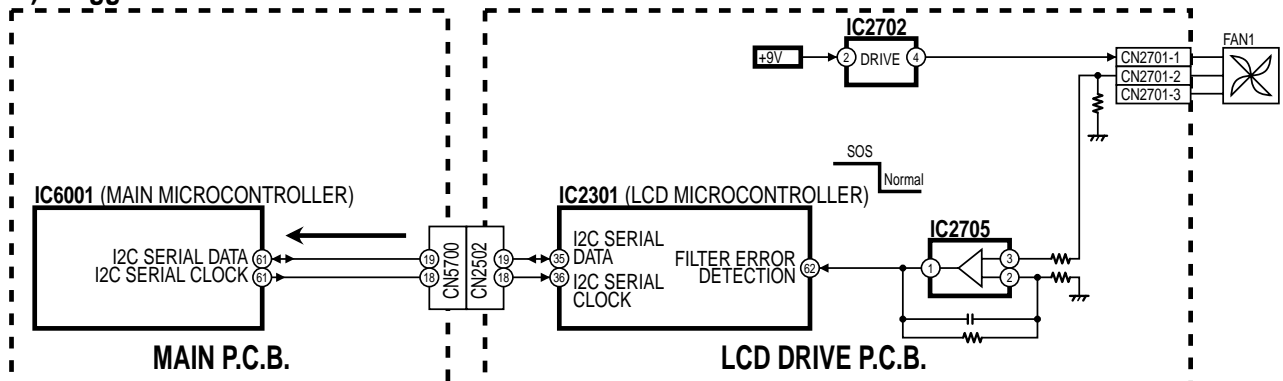 IC2702
+9V
2 DRIVE 4
CN2701-1
CN2701-2
CN2701-3
FAN1
SOS
Normal
IC6001 (MAIN MICROCONTROLLER)
I2C SERIAL DATA 61
I2C SERIAL CLOCK 61
19
18
CN5700
CN2502
19
18
IC2301 (LCD MICROCONTROLLER)
35 I2C SERIAL
DATA
36 I2C SERIAL
CLOCK
FILTER ERROR
DETECTION
62
IC2705
1
3
2
MAIN P.C.B.
LCD DRIVE P.C.B.